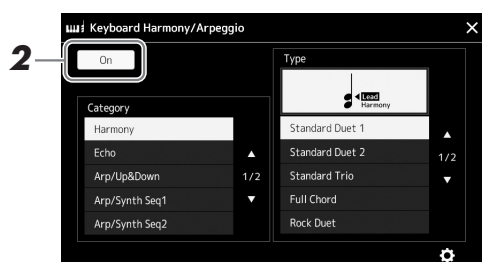 Keyboard Harmony/Arpeggio
2
On
Type
Lead
Harmony
Category
Harmony
Echo
Arp/Up&Down
Arp/Synth Seq1
Arp/Synth Seq2
1/2
Standard Duet 1
Standard Duet 2
Standard Trio
Full Chord
Rock Duet
1/2